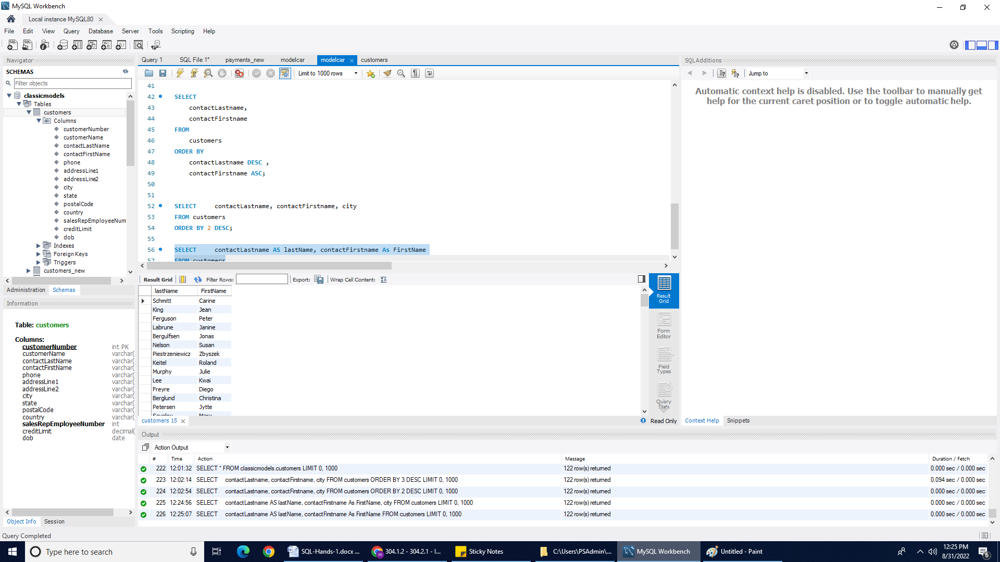 MySQL Workbench
Local instance MySQL80
File Edit View Query Database Server Tools Scripting Help
Navigator
SCHEMAS
Filter objects
classicmodels
Tables
customers
Columns
customerNumber
customerName
contactLastName
contactFirstName
phone
addressLine1
addressLine2
city
state
postalCode
country
salesRepEmployeeNum
creditLimit
dob
Indexes
Foreign Keys
Triggers
customers_new
Administration Schemas
Information
Table: customers
Columns:
customerNumber int PK
customerName varchar(
contactLastName varchar(
contactFirstName varchar(
phone varchar(
addressLine1 varchar(
addressLine2 varchar(
city varchar(
state varchar(
postalCode varchar(
country varchar(
salesRepEmployeeNumber int
creditLimit decimal(
dob date
Object Info Session
Query 1 SQL File 1* payments_new modelcar modelcar customers
Limit to 1000 rows
41
42 SELECT
43 contactLastname,
44 contactFirstname
45 FROM
46 customers
47 ORDER BY
48 contactLastname DESC ,
49 contactFirstname ASC;
50
51
52 SELECT contactLastname, contactFirstname, city
53 FROM customers
54 ORDER BY 2 DESC;
55
56 SELECT contactLastname AS lastName, contactFirstname As FirstName
57 FROM customers
Result Grid Filter Rows: Export: Wrap Cell Content:
lastName FirstName
Schmitt Carine
King Jean
Ferguson Peter
Labrune Janine
Bergulfsen Jonas
Nelson Susan
Piestrzeniewicz Zbyszek
Keitel Roland
Murphy Julie
Lee Kwai
Freyre Diego
Berglund Christina
Petersen Jytte
Saveley Mary
Result
Grid
Form
Editor
Field
Types
Query
Stats
customers 15 Read Only
SQLAdditions
Jump to
Automatic context help is disabled. Use the toolbar to manually get
help for the current caret position or to toggle automatic help.
Context Help Snippets
Output
Action Output
# Time Action Message Duration / Fetch
222 12:01:32 SELECT * FROM classicmodels.customers LIMIT 0, 1000 122 row(s) returned 0.000 sec / 0.000 sec
223 12:02:14 SELECT contactLastname, contactFirstname, city FROM customers ORDER BY 3 DESC LIMIT 0, 1000 122 row(s) returned 0.094 sec / 0.000 sec
224 12:02:54 SELECT contactLastname, contactFirstname, city FROM customers ORDER BY 2 DESC LIMIT 0, 1000 122 row(s) returned 0.000 sec / 0.000 sec
225 12:24:56 SELECT contactLastname AS lastName, contactFirstname As FirstName, city FROM customers LIMIT 0, 1000 122 row(s) returned 0.000 sec / 0.000 sec
226 12:25:07 SELECT contactLastname AS lastName, contactFirstname As FirstName FROM customers LIMIT 0, 1000 122 row(s) returned 0.000 sec / 0.000 sec
Query Completed
Type here to search
SQL-Hands-1.docx ...
304.1.2 - 304.2.1 - I...
Sticky Notes
C:\Users\PSAdmin\...
MySQL Workbench
Untitled - Paint
12:25 PM
8/31/2022
6